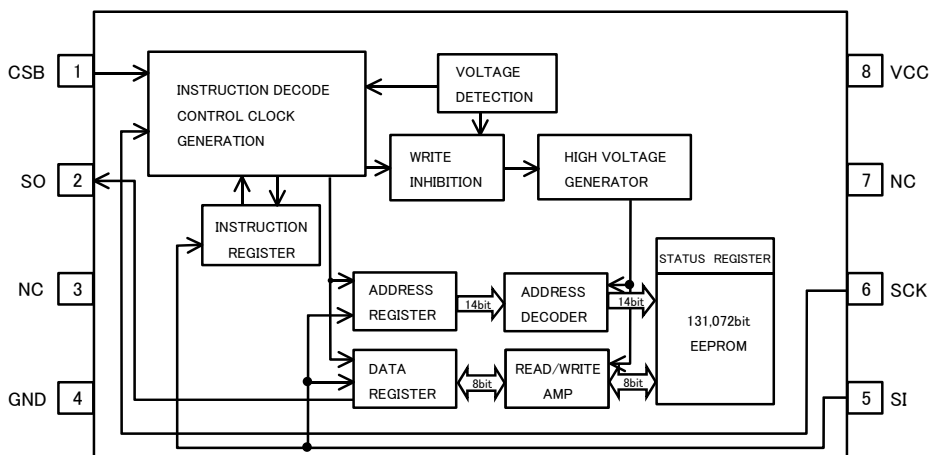 CSB
1
SO
2
NC
3
GND
4
INSTRUCTION DECODE
CONTROL CLOCK
GENERATION
VOLTAGE
DETECTION
WRITE
INHIBITION
HIGH VOLTAGE
GENERATOR
INSTRUCTION
REGISTER
ADDRESS
REGISTER
14bit
ADDRESS
DECODER
14bit
DATA
REGISTER
8bit
READ/WRITE
AMP
8bit
STATUS REGISTER
131,072bit
EEPROM
8
VCC
7
NC
6
SCK
5
SI